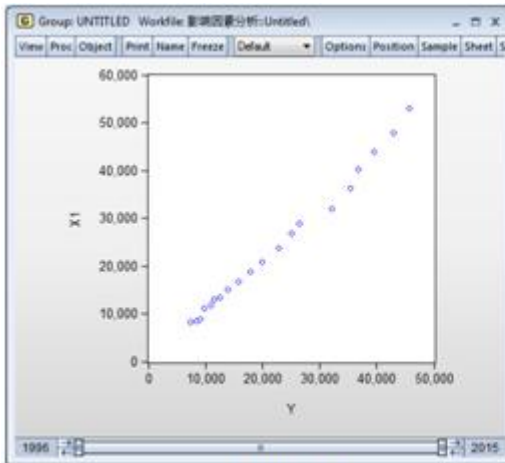 Group: UNTITLED Workfile: 影响因素分析::Untitled\
View Proc Object Print Name Freeze Default Options Position Sample Sheet S
60,000
50,000
40,000
30,000
20,000
10,000
0
X1
0 10,000 20,000 30,000 40,000 50,000
Y
1996 2015